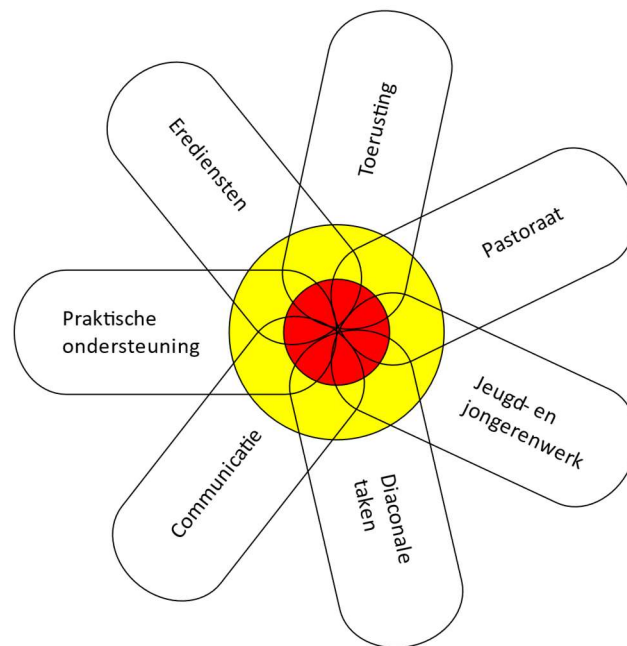 Toerusting
Pastoraat
Jeugd- en
jongerenwerk
Diaconale
taken
Communicatie
Praktische
ondersteuning
Erediensten